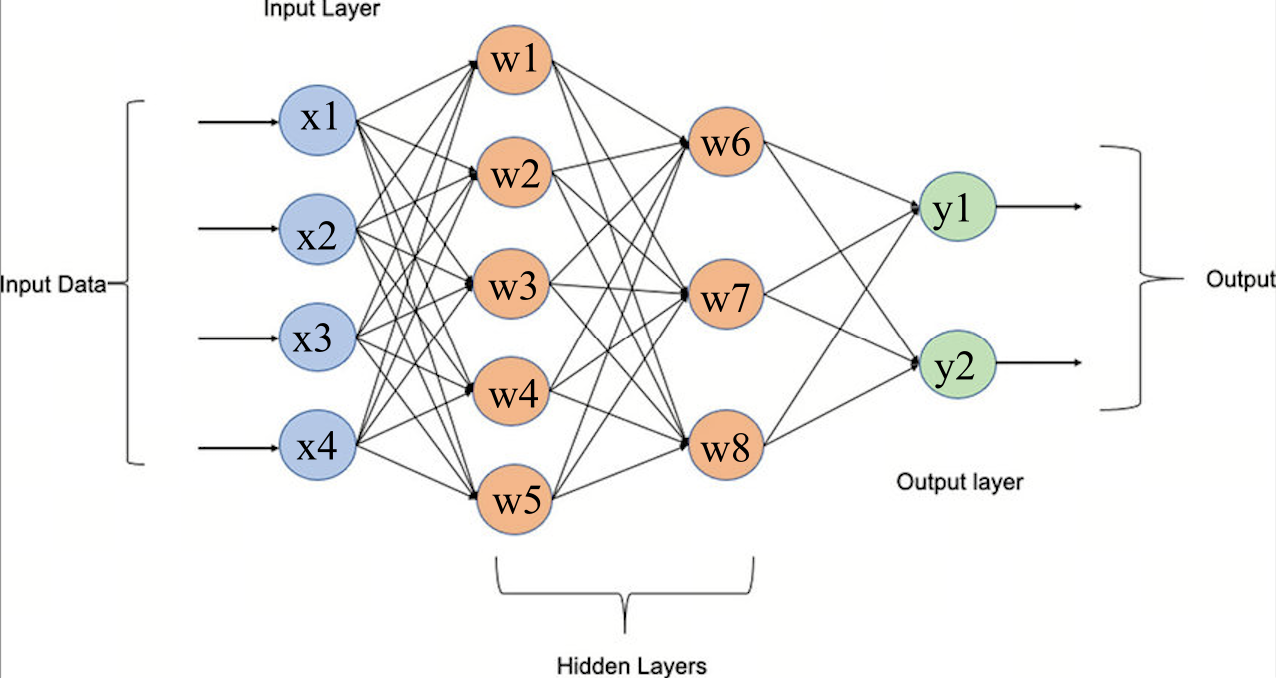 Input Layer
Input Data
x1
x2
x3
x4
w1
w2
w3
w4
w5
w6
w7
w8
y1
y2
Output
Output layer
Hidden Layers